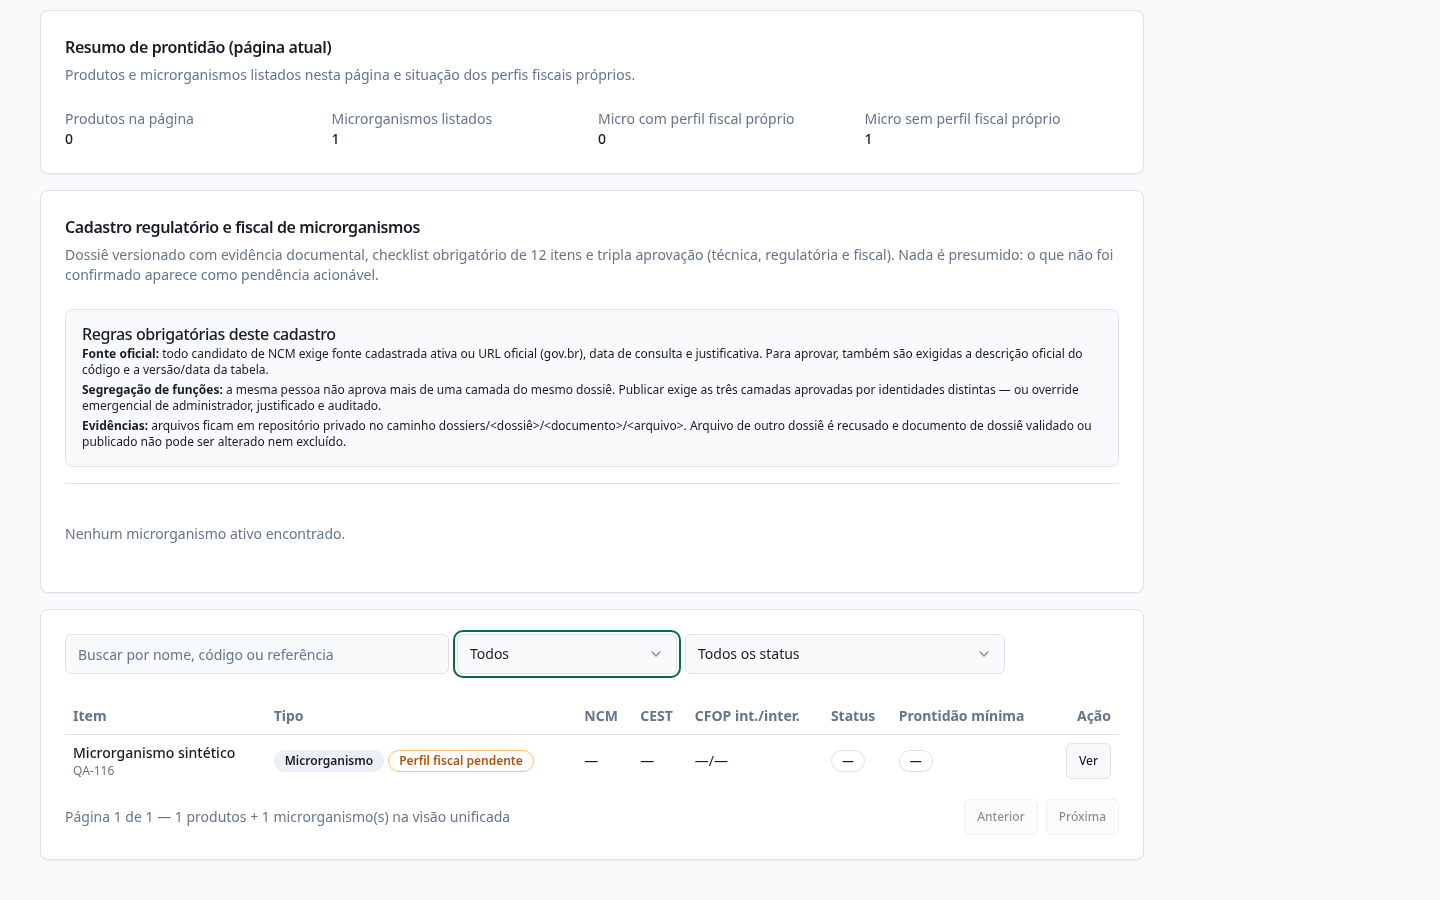 Resumo de prontidão (página atual)
Produtos e microrganismos listados nesta página e situação dos perfis fiscais próprios.
Produtos na página
0
Microrganismos listados
1
Micro com perfil fiscal próprio
0
Micro sem perfil fiscal próprio
1
Cadastro regulatório e fiscal de microrganismos
Dossiê versionado com evidência documental, checklist obrigatório de 12 itens e tripla aprovação (técnica, regulatória e fiscal). Nada é presumido: o que não foi
confirmado aparece como pendência acionável.
Regras obrigatórias deste cadastro
Fonte oficial: todo candidato de NCM exige fonte cadastrada ativa ou URL oficial (gov.br), data de consulta e justificativa. Para aprovar, também são exigidas a descrição oficial do
código e a versão/data da tabela.
Segregação de funções: a mesma pessoa não aprova mais de uma camada do mesmo dossiê. Publicar exige as três camadas aprovadas por identidades distintas — ou override
emergencial de administrador, justificado e auditado.
Evidências: arquivos ficam em repositório privado no caminho dossiers/<dossiê>/<documento>/<arquivo>. Arquivo de outro dossiê é recusado e documento de dossiê validado ou
publicado não pode ser alterado nem excluído.
Nenhum microrganismo ativo encontrado.
Buscar por nome, código ou referência
Todos
Todos os status
Item Tipo NCM CEST CFOP int./inter. Status Prontidão mínima Ação
Microrganismo sintético
QA-116
Microrganismo Perfil fiscal pendente — — —/— — — Ver
Página 1 de 1 — 1 produtos + 1 microrganismo(s) na visão unificada
Anterior Próxima